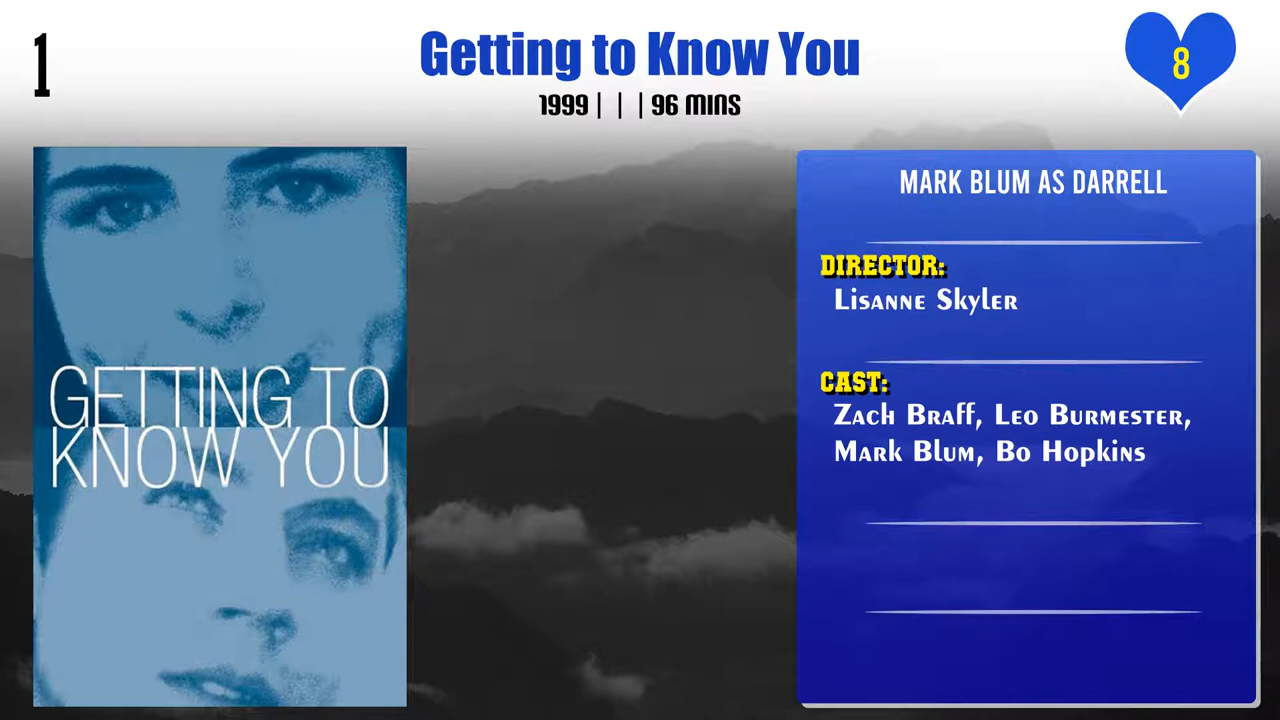 1
Getting to Know You
8
1999 | | | 96 MINS
GETTING TO
KNOW YOU
MARK BLUM AS DARRELL
DIRECTOR:
Lisanne Skyler
CAST:
Zach Braff, Leo Burmester,
Mark Blum, Bo Hopkins